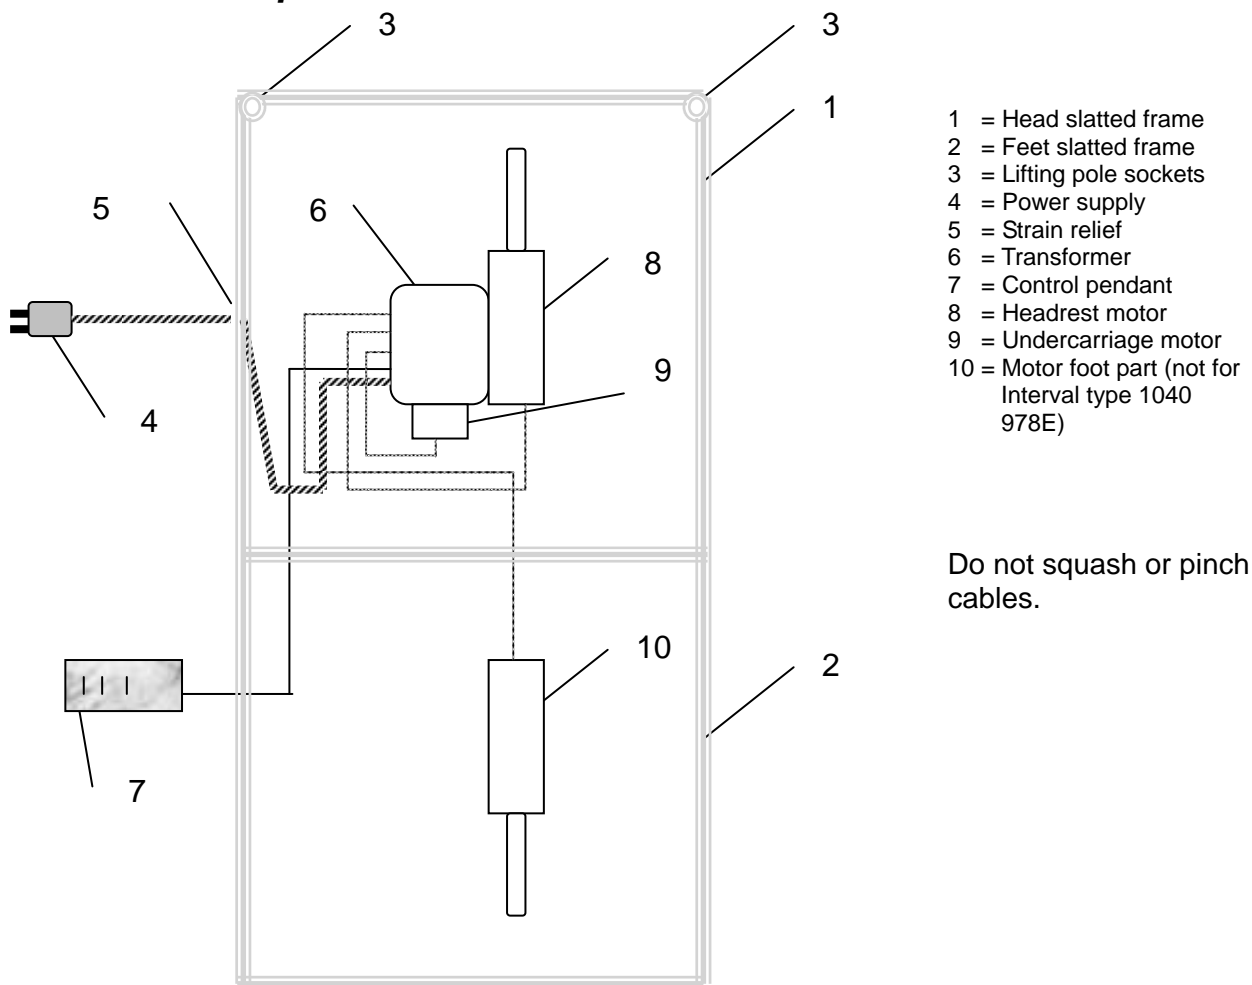 3 3
1
5 6
8
9
4
10 2
7
1 = Head slatted frame
2 = Feet slatted frame
3 = Lifting pole sockets
4 = Power supply
5 = Strain relief
6 = Transformer
7 = Control pendant
8 = Headrest motor
9 = Undercarriage motor
10 = Motor foot part (not for
Interval type 1040
978E)
Do not squash or pinch
cables.